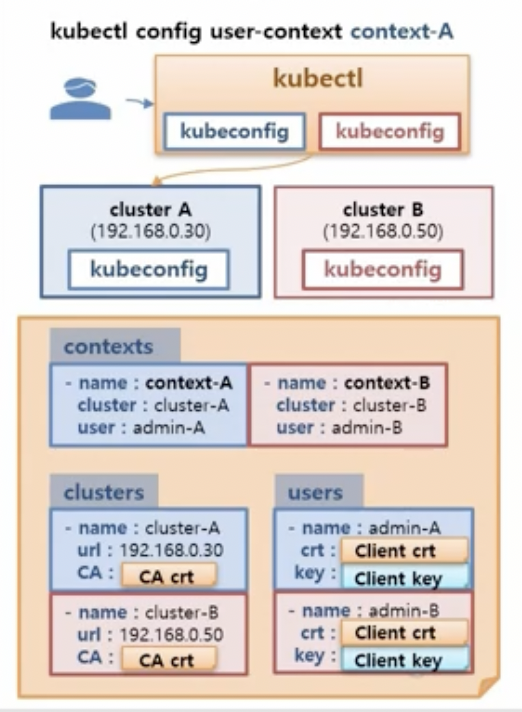 kubectl config user-context context-A
kubectl
kubeconfig kubeconfig
cluster A
(192.168.0.30)
kubeconfig
cluster B
(192.168.0.50)
kubeconfig
contexts
- name : context-A
cluster : cluster-A
user : admin-A
- name : context-B
cluster : cluster-B
user : admin-B
clusters
- name : cluster-A
url : 192.168.0.30
CA : CA crt
- name : cluster-B
url : 192.168.0.50
CA : CA crt
users
- name : admin-A
crt : Client crt
key : Client key
- name : admin-B
crt : Client crt
key : Client key